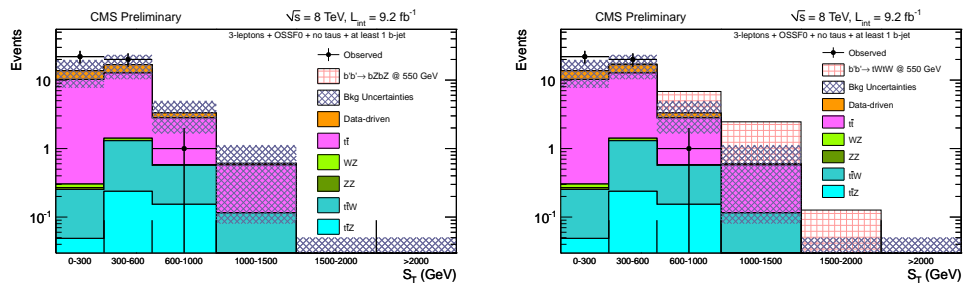 CMS Preliminary
√s = 8 TeV, L_int = 9.2 fb⁻¹
3-leptons + OSSF0 + no taus + at least 1 b-jet
Events
10
1
10⁻¹
Observed
b'b'→ bZbZ @ 550 GeV
Bkg Uncertainties
Data-driven
tt̄
WZ
ZZ
tt̄W
tt̄Z
0-300 300-600 600-1000 1000-1500 1500-2000 >2000
S_T (GeV)
CMS Preliminary
√s = 8 TeV, L_int = 9.2 fb⁻¹
3-leptons + OSSF0 + no taus + at least 1 b-jet
Events
10
1
10⁻¹
Observed
b'b'→ tWtW @ 550 GeV
Bkg Uncertainties
Data-driven
tt̄
WZ
ZZ
tt̄W
tt̄Z
0-300 300-600 600-1000 1000-1500 1500-2000 >2000
S_T (GeV)